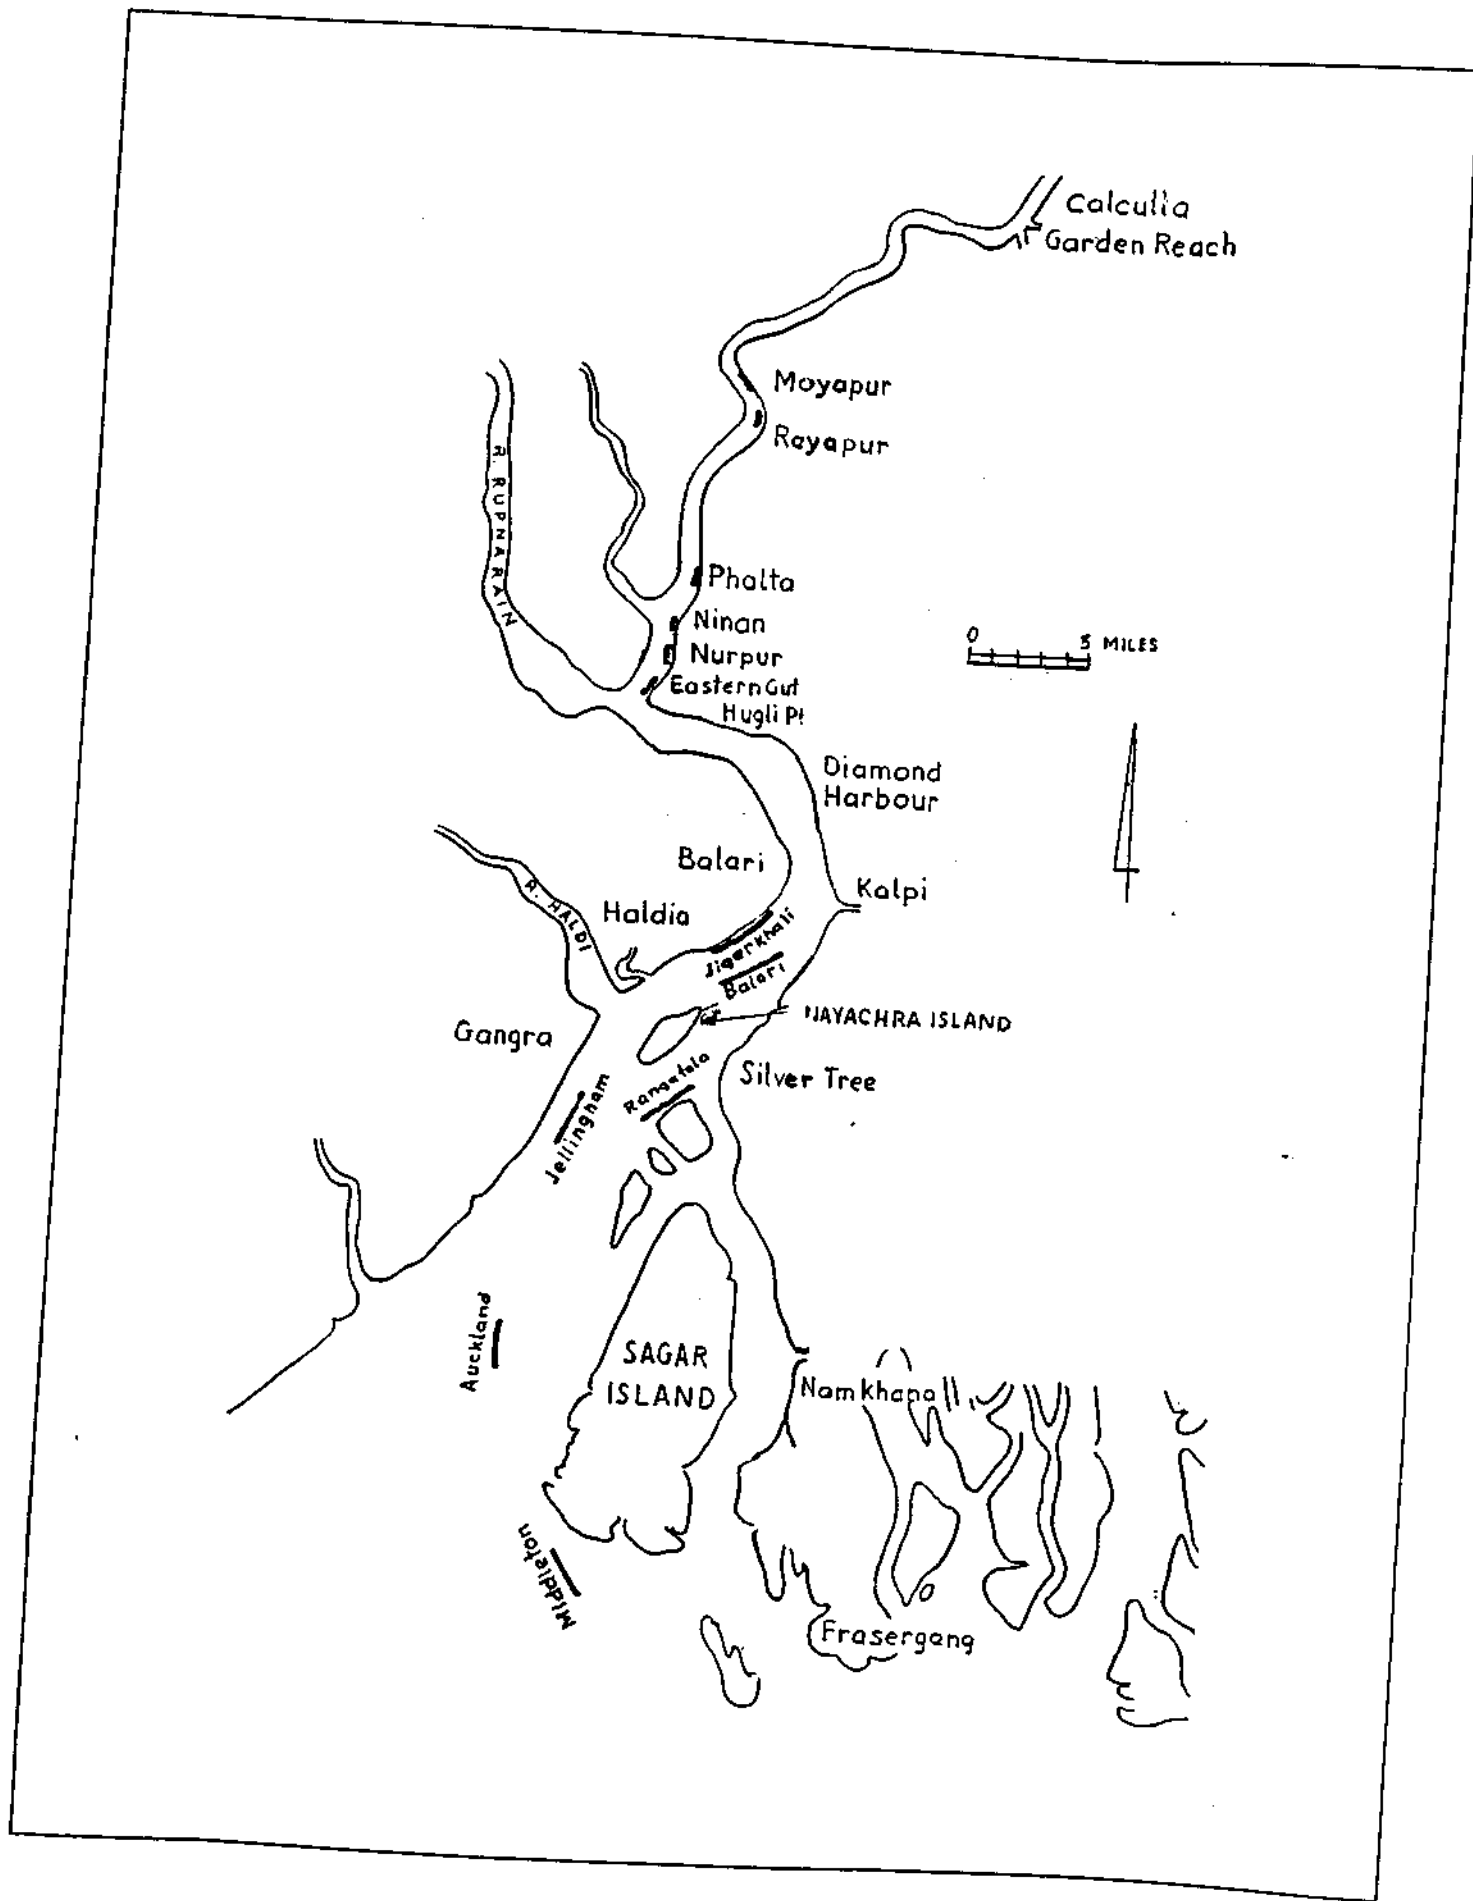 Calcutta
Garden Reach
Moyapur
Rayapur
R. RUPNARAIN
Phalta
Ninan
Nurpur
Eastern Gut
Hugli Pt
0 5 MILES
Diamond
Harbour
Balari
Kalpi
R. HALDI
Haldia
Jigerkhali
Balari
NAYACHRA ISLAND
Gangra
Silver Tree
Rangafala
Jellingham
Auckland
SAGAR
ISLAND
Namkhana
Middleton
Frasergang